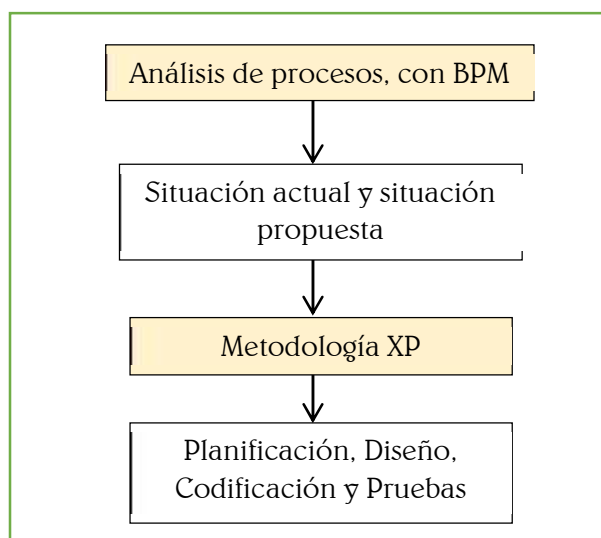 Análisis de procesos, con BPM
Situación actual y situación
propuesta
Metodología XP
Planificación, Diseño,
Codificación y Pruebas